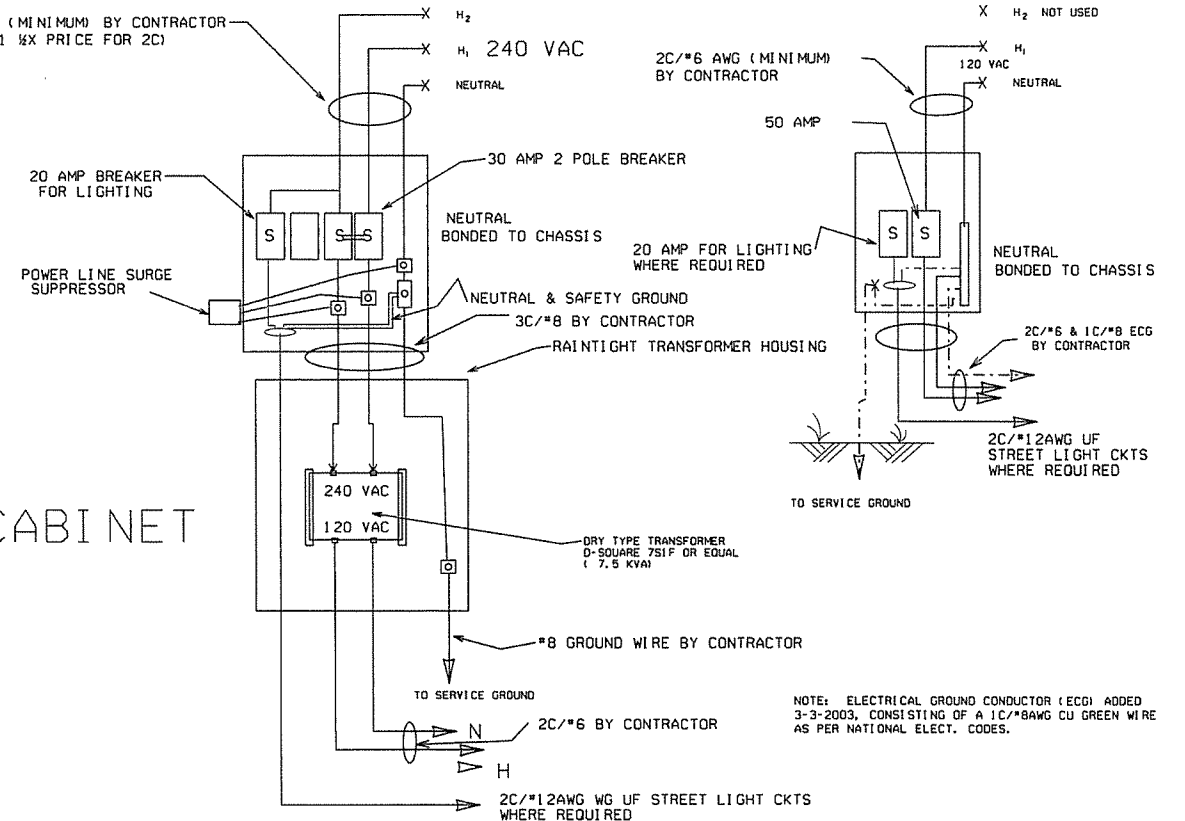 (MINIMUM) BY CONTRACTOR
1 ½X PRICE FOR 2C)
H₂
H₁ 240 VAC
NEUTRAL
20 AMP BREAKER
FOR LIGHTING
30 AMP 2 POLE BREAKER
S
S
S
NEUTRAL
BONDED TO CHASSIS
POWER LINE SURGE
SUPPRESSOR
NEUTRAL & SAFETY GROUND
3C/#8 BY CONTRACTOR
RAINTIGHT TRANSFORMER HOUSING
240 VAC
120 VAC
CABINET
DRY TYPE TRANSFORMER
D-SQUARE 7S1F OR EQUAL
( 7.5 KVA)
#8 GROUND WIRE BY CONTRACTOR
TO SERVICE GROUND
2C/#6 BY CONTRACTOR
N
H
2C/#12AWG WG UF STREET LIGHT CKTS
WHERE REQUIRED
H₂ NOT USED
H₁
120 VAC
NEUTRAL
2C/#6 AWG (MINIMUM)
BY CONTRACTOR
50 AMP
S
S
20 AMP FOR LIGHTING
WHERE REQUIRED
NEUTRAL
BONDED TO CHASSIS
2C/#6 & 1C/#8 ECG
BY CONTRACTOR
2C/#12AWG UF
STREET LIGHT CKTS
WHERE REQUIRED
TO SERVICE GROUND
NOTE: ELECTRICAL GROUND CONDUCTOR (ECG) ADDED
3-3-2003, CONSISTING OF A 1C/#8AWG CU GREEN WIRE
AS PER NATIONAL ELECT. CODES.